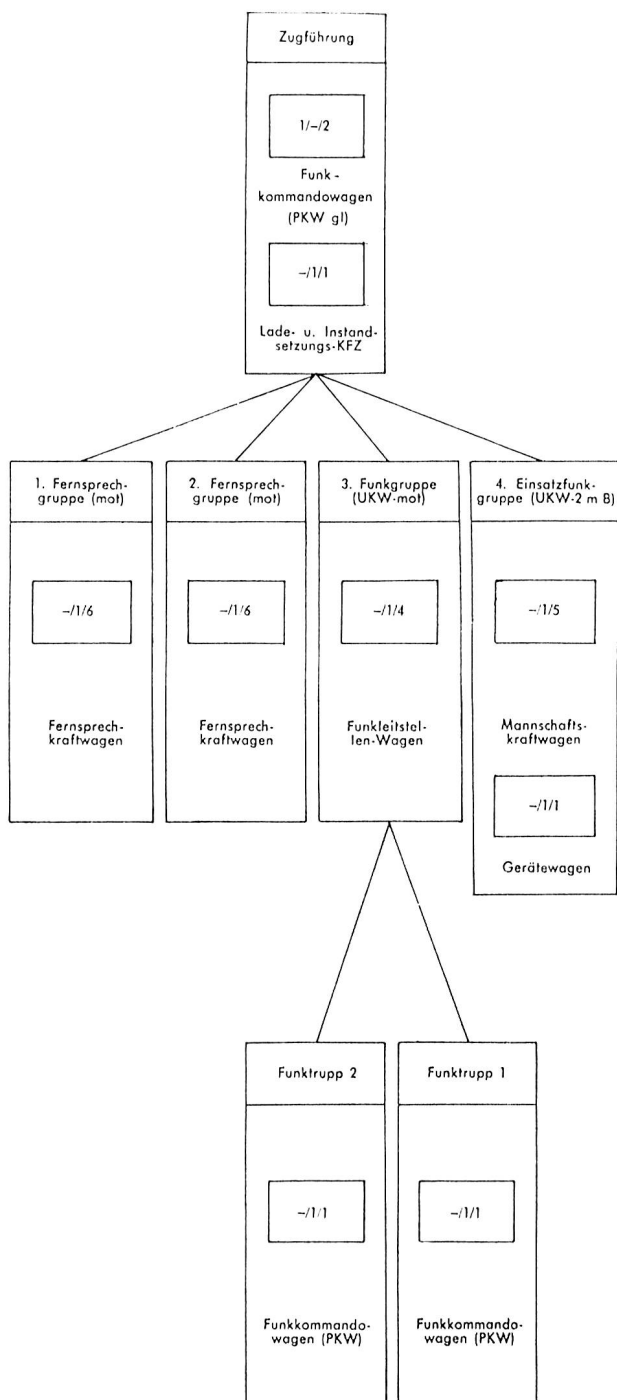 Zugführung
1/–/2
Funk-
kommandowagen
(PKW gl)
–/1/1
Lade- u. Instand-
setzungs-KFZ
1. Fernsprech-
gruppe (mot)
–/1/6
Fernsprech-
kraftwagen
2. Fernsprech-
gruppe (mot)
–/1/6
Fernsprech-
kraftwagen
3. Funkgruppe
(UKW-mot)
–/1/4
Funkleitstel-
len-Wagen
4. Einsatzfunk-
gruppe (UKW-2 m B)
–/1/5
Mannschafts-
kraftwagen
–/1/1
Gerätewagen
Funktrupp 2
–/1/1
Funkkommando-
wagen (PKW)
Funktrupp 1
–/1/1
Funkkommando-
wagen (PKW)